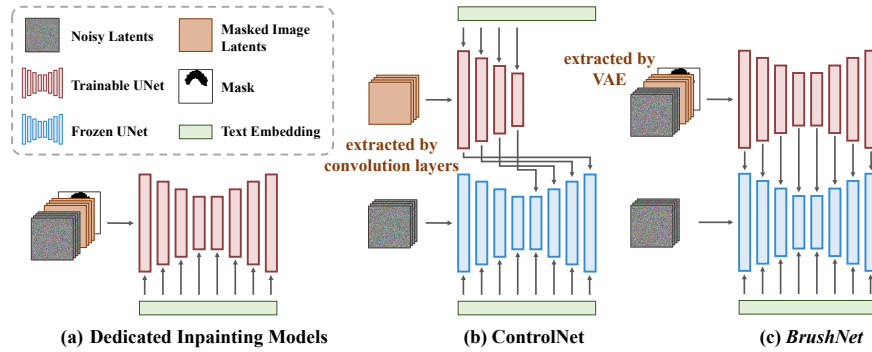 Noisy Latents
Masked Image
Latents
Trainable UNet
Mask
Frozen UNet
Text Embedding
extracted by
convolution layers
extracted by
VAE
(a) Dedicated Inpainting Models
(b) ControlNet
(c) BrushNet